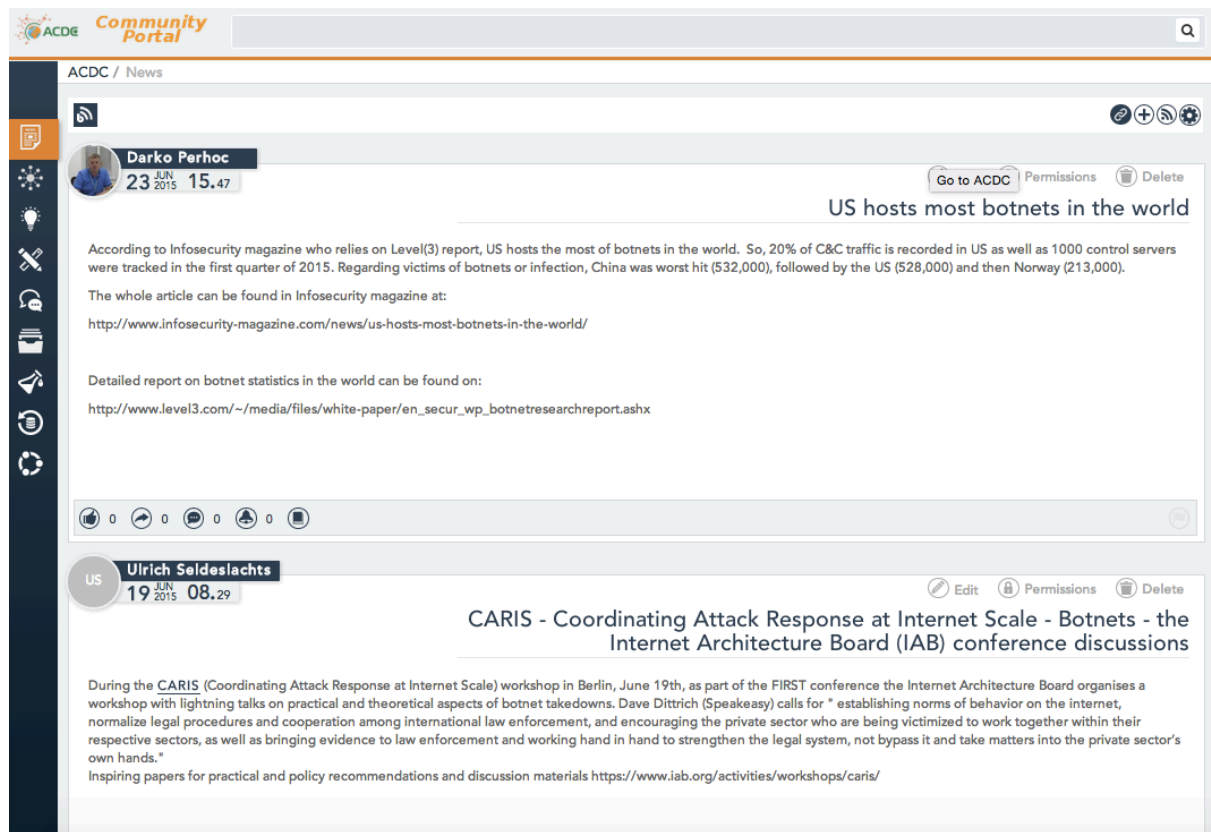 ACDC Community
Portal
ACDC / News
Darko Perhoc
23 JUN 2015 15.47
Go to ACDC
Permissions
Delete
US hosts most botnets in the world
According to Infosecurity magazine who relies on Level(3) report, US hosts the most of botnets in the world. So, 20% of C&C traffic is recorded in US as well as 1000 control servers
were tracked in the first quarter of 2015. Regarding victims of botnets or infection, China was worst hit (532,000), followed by the US (528,000) and then Norway (213,000).
The whole article can be found in Infosecurity magazine at:
http://www.infosecurity-magazine.com/news/us-hosts-most-botnets-in-the-world/
Detailed report on botnet statistics in the world can be found on:
http://www.level3.com/~/media/files/white-paper/en_secur_wp_botnetresearchreport.ashx
0 0 0 0
US
Ulrich Seldeslachts
19 JUN 2015 08.29
Edit Permissions Delete
CARIS - Coordinating Attack Response at Internet Scale - Botnets - the
Internet Architecture Board (IAB) conference discussions
During the CARIS (Coordinating Attack Response at Internet Scale) workshop in Berlin, June 19th, as part of the FIRST conference the Internet Architecture Board organises a
workshop with lightning talks on practical and theoretical aspects of botnet takedowns. Dave Dittrich (Speakeasy) calls for " establishing norms of behavior on the internet,
normalize legal procedures and cooperation among international law enforcement, and encouraging the private sector who are being victimized to work together within their
respective sectors, as well as bringing evidence to law enforcement and working hand in hand to strengthen the legal system, not bypass it and take matters into the private sector's
own hands."
Inspiring papers for practical and policy recommendations and discussion materials https://www.iab.org/activities/workshops/caris/